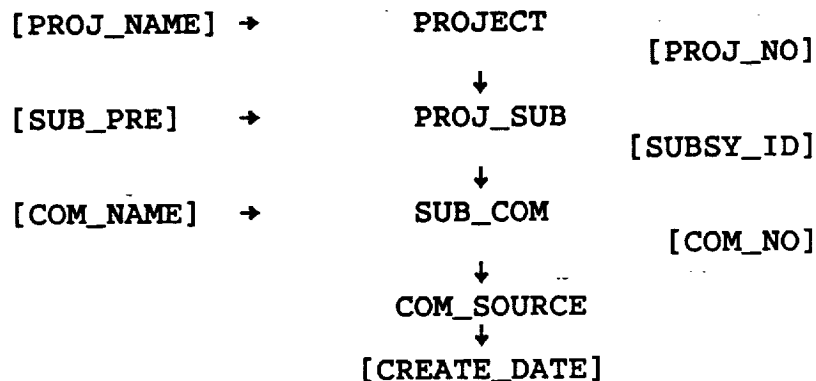 [PROJ_NAME] → PROJECT
[PROJ_NO]
↓
[SUB_PRE] → PROJ_SUB
[SUBSY_ID]
↓
[COM_NAME] → SUB_COM
[COM_NO]
↓
COM_SOURCE
↓
[CREATE_DATE]